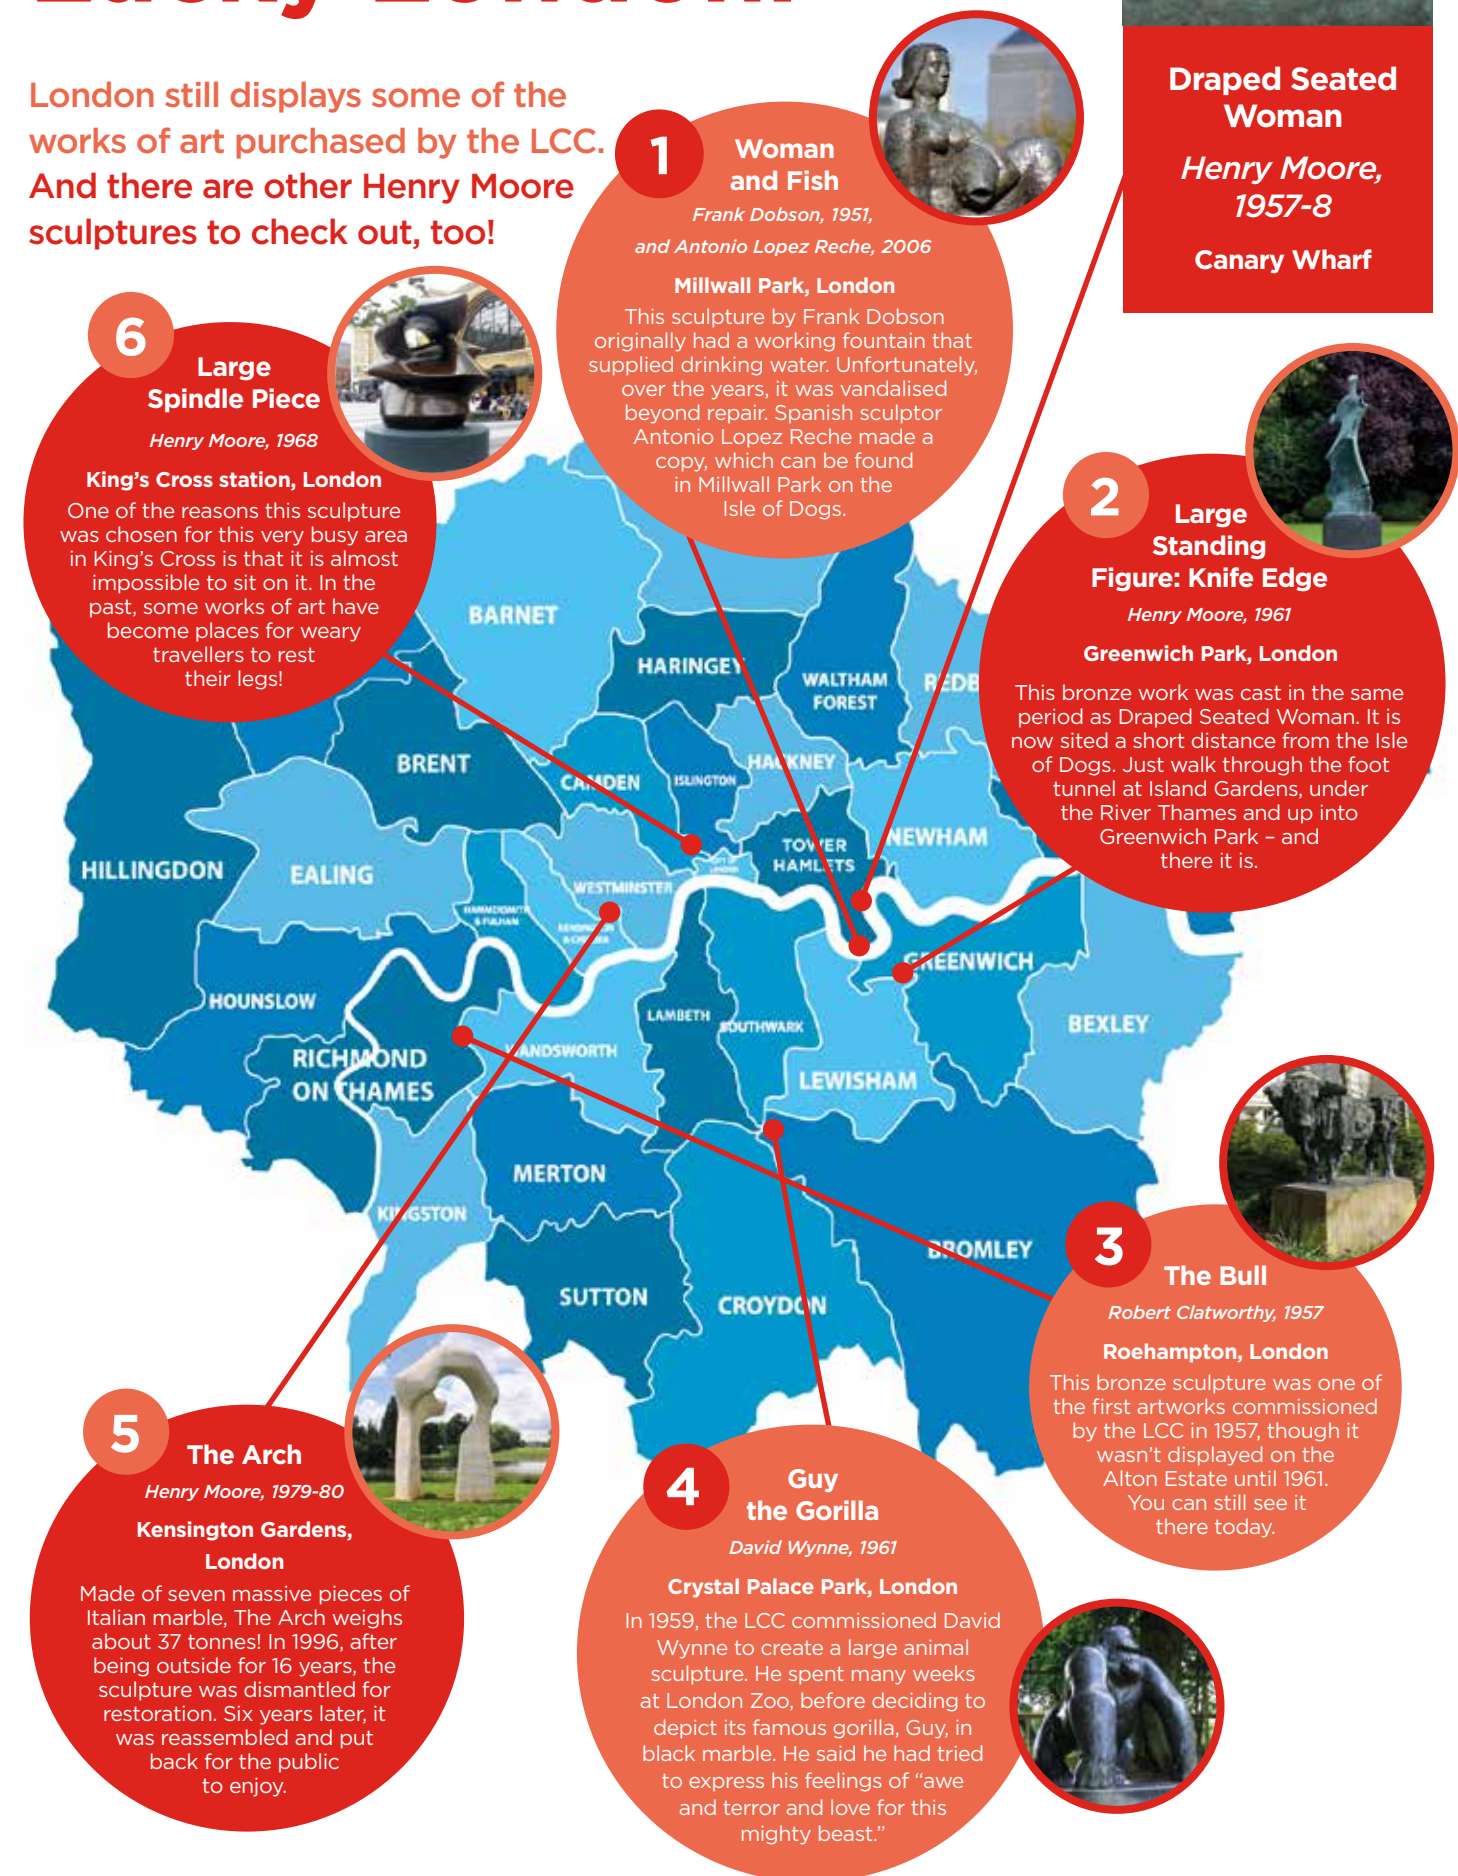 London still displays some of the
works of art purchased by the LCC.
And there are other Henry Moore
sculptures to check out, too!
Draped Seated
Woman
Henry Moore,
1957-8
Canary Wharf
1
Woman
and Fish
Frank Dobson, 1951,
and Antonio Lopez Reche, 2006
Millwall Park, London
This sculpture by Frank Dobson
originally had a working fountain that
supplied drinking water. Unfortunately,
over the years, it was vandalised
beyond repair. Spanish sculptor
Antonio Lopez Reche made a
copy, which can be found
in Millwall Park on the
Isle of Dogs.
6
Large
Spindle Piece
Henry Moore, 1968
King's Cross station, London
One of the reasons this sculpture
was chosen for this very busy area
in King's Cross is that it is almost
impossible to sit on it. In the
past, some works of art have
become places for weary
travellers to rest
their legs!
2
Large
Standing
Figure: Knife Edge
Henry Moore, 1961
Greenwich Park, London
This bronze work was cast in the same
period as Draped Seated Woman. It is
now sited a short distance from the Isle
of Dogs. Just walk through the foot
tunnel at Island Gardens, under
the River Thames and up into
Greenwich Park – and
there it is.
BARNET
HARINGEY
WALTHAM
FOREST
REDB
BRENT
CAMDEN
ISLINGTON
HACKNEY
HILLINGDON
EALING
TOWER
HAMLETS
NEWHAM
WESTMINSTER
HAMMERSMITH
& FULHAM
KENSINGTON
& CHELSEA
CITY OF
LONDON
HOUNSLOW
GREENWICH
LAMBETH
SOUTHWARK
BEXLEY
RICHMOND
ON THAMES
WANDSWORTH
LEWISHAM
MERTON
KINGSTON
BROMLEY
SUTTON
CROYDON
3
The Bull
Robert Clatworthy, 1957
Roehampton, London
This bronze sculpture was one of
the first artworks commissioned
by the LCC in 1957, though it
wasn't displayed on the
Alton Estate until 1961.
You can still see it
there today.
5
The Arch
Henry Moore, 1979-80
Kensington Gardens,
London
Made of seven massive pieces of
Italian marble, The Arch weighs
about 37 tonnes! In 1996, after
being outside for 16 years, the
sculpture was dismantled for
restoration. Six years later, it
was reassembled and put
back for the public
to enjoy.
4
Guy
the Gorilla
David Wynne, 1961
Crystal Palace Park, London
In 1959, the LCC commissioned David
Wynne to create a large animal
sculpture. He spent many weeks
at London Zoo, before deciding to
depict its famous gorilla, Guy, in
black marble. He said he had tried
to express his feelings of “awe
and terror and love for this
mighty beast.”